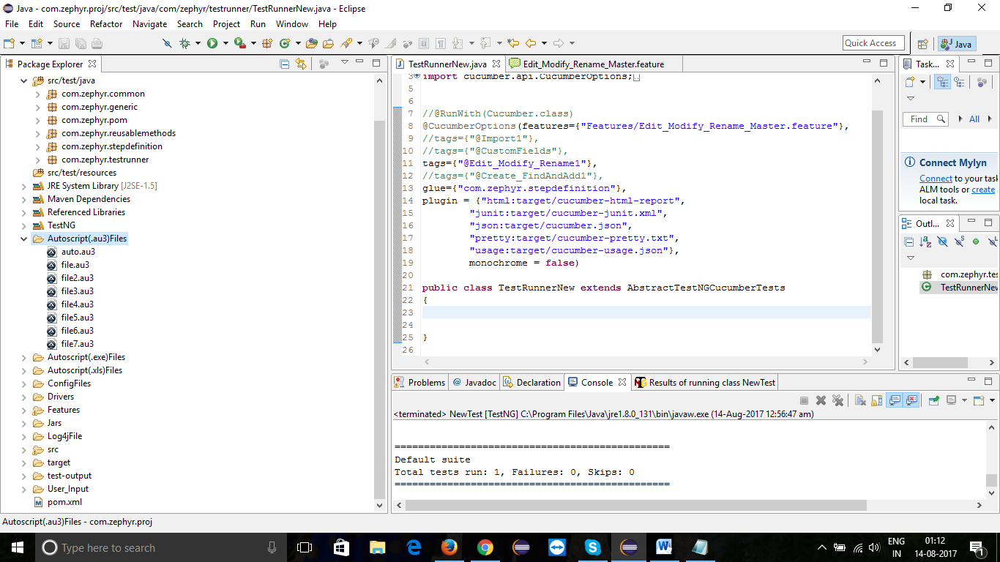 Java - com.zephyr.proj/src/test/java/com/zephyr/testrunner/TestRunnerNew.java - Eclipse
File Edit Source Refactor Navigate Search Project Run Window Help
Quick Access
Java
Package Explorer
src/test/java
com.zephyr.common
com.zephyr.generic
com.zephyr.pom
com.zephyr.reusablemethods
com.zephyr.stepdefinition
com.zephyr.testrunner
src/test/resources
JRE System Library [J2SE-1.5]
Maven Dependencies
Referenced Libraries
TestNG
Autoscript(.au3)Files
auto.au3
file.au3
file2.au3
file3.au3
file4.au3
file5.au3
file6.au3
file7.au3
Autoscript(.exe)Files
Autoscript(.xls)Files
ConfigFiles
Drivers
Features
Jars
Log4jFile
src
target
test-output
User_Input
pom.xml
TestRunnerNew.java
Edit_Modify_Rename_Master.feature
3 import cucumber.api.CucumberOptions;
5
6
7 //@RunWith(Cucumber.class)
8 @CucumberOptions(features={"Features/Edit_Modify_Rename_Master.feature"},
9 //tags={"@Import1"},
10 //tags={"@CustomFields"},
11 tags={"@Edit_Modify_Rename1"},
12 //tags={"@Create_FindAndAdd1"},
13 glue={"com.zephyr.stepdefinition"},
14 plugin = {"html:target/cucumber-html-report",
15 "junit:target/cucumber-junit.xml",
16 "json:target/cucumber.json",
17 "pretty:target/cucumber-pretty.txt",
18 "usage:target/cucumber-usage.json"},
19 monochrome = false)
20
21 public class TestRunnerNew extends AbstractTestNGCucumberTests
22 {
23
24
25 }
26
Task...
Find
All
Connect Mylyn
Connect to your task
ALM tools or create
local task.
Outl...
com.zephyr.tes
TestRunnerNew
Problems @ Javadoc Declaration Console Results of running class NewTest
<terminated> NewTest [TestNG] C:\Program Files\Java\jre1.8.0_131\bin\javaw.exe (14-Aug-2017 12:56:47 am)
===============================================
Default suite
Total tests run: 1, Failures: 0, Skips: 0
===============================================
Autoscript(.au3)Files - com.zephyr.proj
Type here to search
ENG
IN
01:12
14-08-2017
1